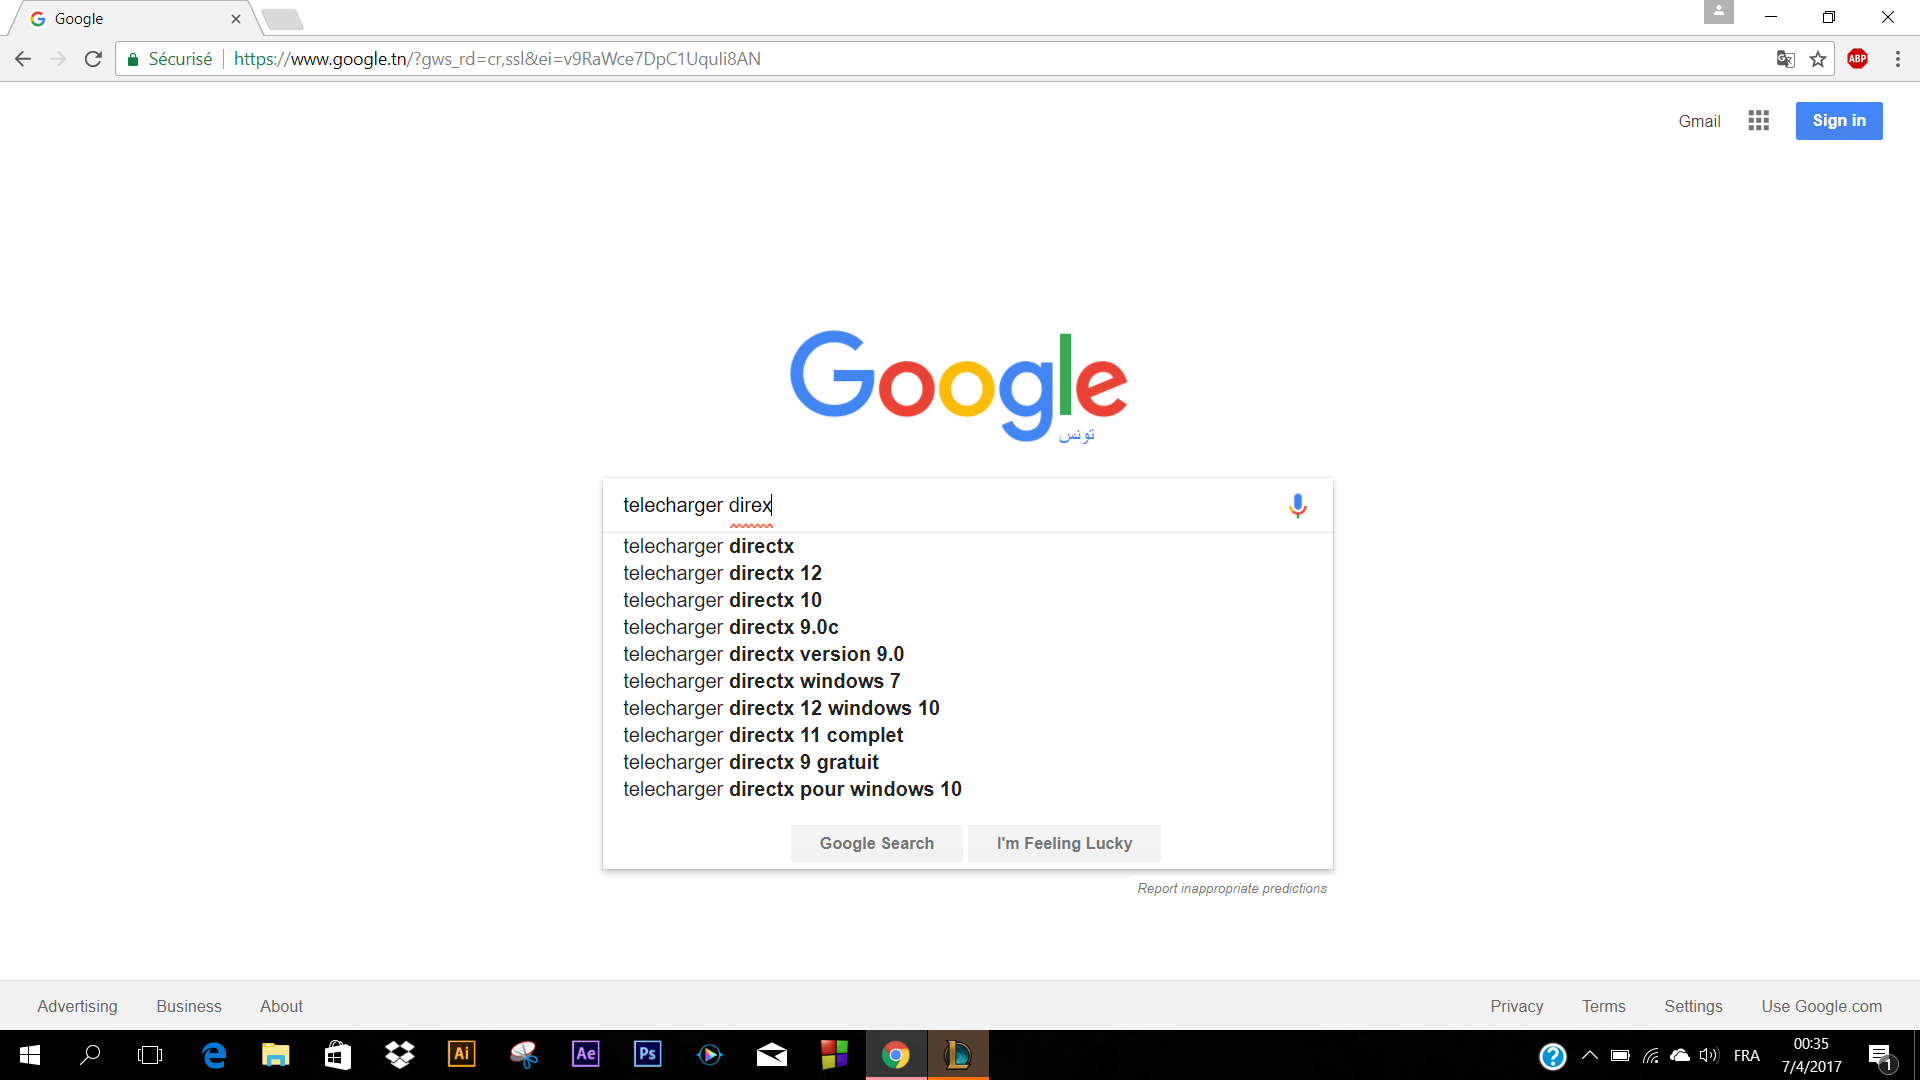 Google
Sécurisé https://www.google.tn/?gws_rd=cr,ssl&ei=v9RaWce7DpC1UquIi8AN
ABP
Gmail
Sign in
Google
تونس
telecharger direx
telecharger directx
telecharger directx 12
telecharger directx 10
telecharger directx 9.0c
telecharger directx version 9.0
telecharger directx windows 7
telecharger directx 12 windows 10
telecharger directx 11 complet
telecharger directx 9 gratuit
telecharger directx pour windows 10
Google Search I'm Feeling Lucky
Report inappropriate predictions
Advertising Business About Privacy Terms Settings Use Google.com
Ai Ae Ps FRA 00:35
7/4/2017 1